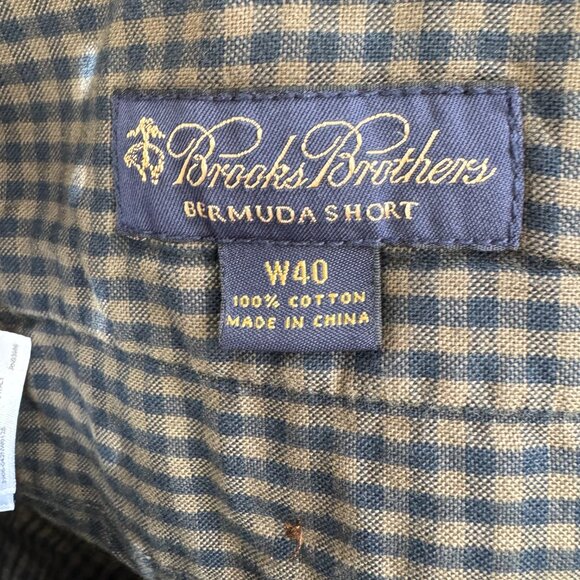 Brooks Brothers
BERMUDA SHORT
W40
100% COTTON
MADE IN CHINA